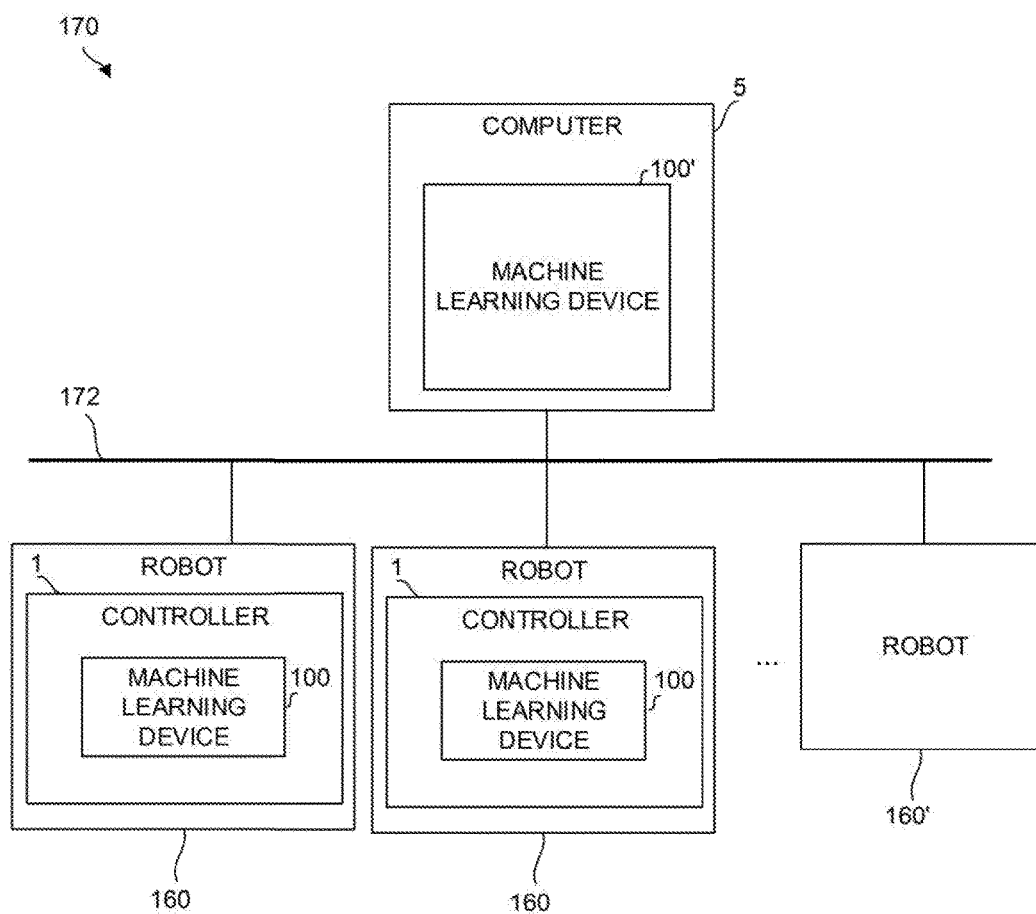 170
5
COMPUTER
100'
MACHINE
LEARNING DEVICE
172
ROBOT
1
CONTROLLER
MACHINE
LEARNING
DEVICE
100
160
ROBOT
1
CONTROLLER
MACHINE
LEARNING
DEVICE
100
160
...
ROBOT
160'